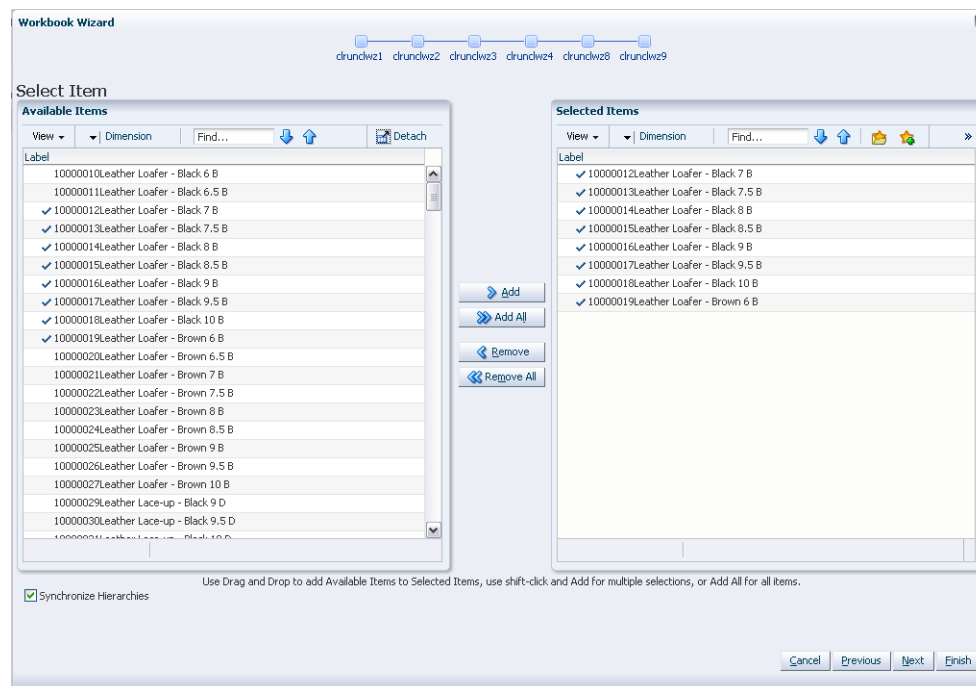 Workbook Wizard
clrunclwz1 clrunclwz2 clrunclwz3 clrunclwz4 clrunclwz8 clrunclwz9
Select Item
Available Items
View Dimension Find... Detach
Label
10000010Leather Loafer - Black 6 B
10000011Leather Loafer - Black 6.5 B
10000012Leather Loafer - Black 7 B
10000013Leather Loafer - Black 7.5 B
10000014Leather Loafer - Black 8 B
10000015Leather Loafer - Black 8.5 B
10000016Leather Loafer - Black 9 B
10000017Leather Loafer - Black 9.5 B
10000018Leather Loafer - Black 10 B
10000019Leather Loafer - Brown 6 B
10000020Leather Loafer - Brown 6.5 B
10000021Leather Loafer - Brown 7 B
10000022Leather Loafer - Brown 7.5 B
10000023Leather Loafer - Brown 8 B
10000024Leather Loafer - Brown 8.5 B
10000025Leather Loafer - Brown 9 B
10000026Leather Loafer - Brown 9.5 B
10000027Leather Loafer - Brown 10 B
10000029Leather Lace-up - Black 9 D
10000030Leather Lace-up - Black 9.5 D
Add
Add All
Remove
Remove All
Selected Items
View Dimension Find... »
Label
10000012Leather Loafer - Black 7 B
10000013Leather Loafer - Black 7.5 B
10000014Leather Loafer - Black 8 B
10000015Leather Loafer - Black 8.5 B
10000016Leather Loafer - Black 9 B
10000017Leather Loafer - Black 9.5 B
10000018Leather Loafer - Black 10 B
10000019Leather Loafer - Brown 6 B
Use Drag and Drop to add Available Items to Selected Items, use shift-click and Add for multiple selections, or Add All for all items.
Synchronize Hierarchies
Cancel Previous Next Finish